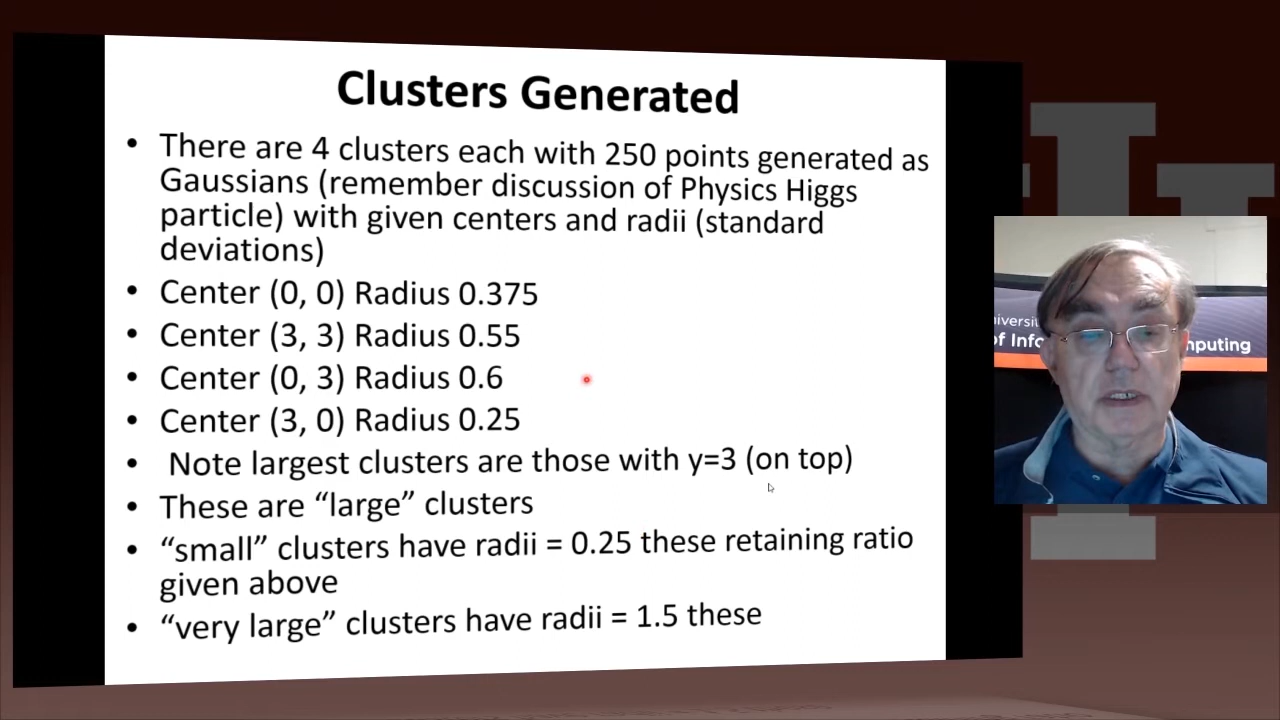 Clusters Generated
• There are 4 clusters each with 250 points generated as
Gaussians (remember discussion of Physics Higgs
particle) with given centers and radii (standard
deviations)
• Center (0, 0) Radius 0.375
• Center (3, 3) Radius 0.55
• Center (0, 3) Radius 0.6
• Center (3, 0) Radius 0.25
• Note largest clusters are those with y=3 (on top)
• These are “large” clusters
• “small” clusters have radii = 0.25 these retaining ratio
given above
• “very large” clusters have radii = 1.5 these
niversi
of Info
mputing